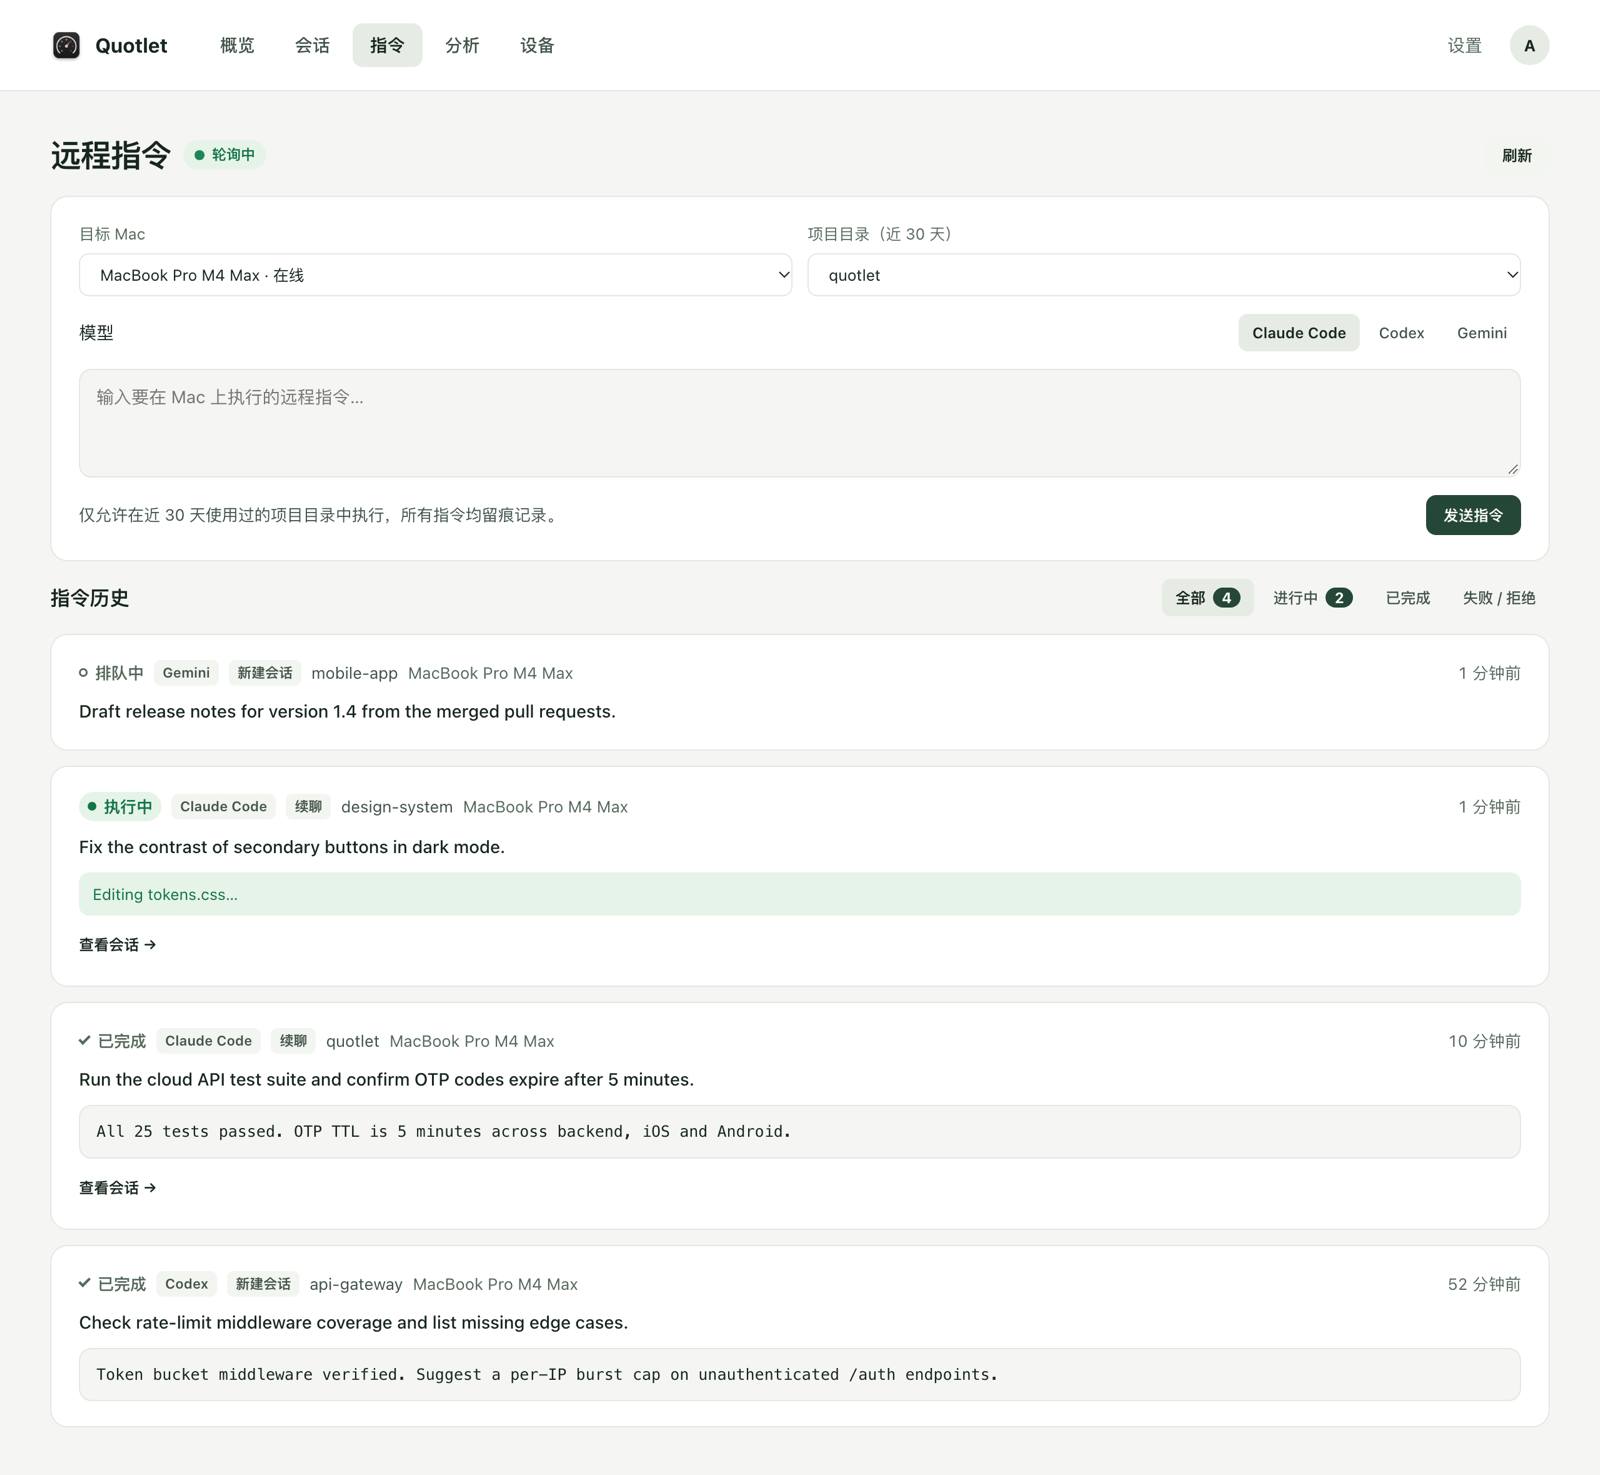 Quotlet 概览 会话 指令 分析 设备 设置 A
远程指令 轮询中 刷新
目标 Mac 项目目录（近 30 天）
MacBook Pro M4 Max · 在线 quotlet
模型 Claude Code Codex Gemini
输入要在 Mac 上执行的远程指令...
仅允许在近 30 天使用过的项目目录中执行，所有指令均留痕记录。 发送指令
指令历史 全部 4 进行中 2 已完成 失败 / 拒绝
排队中 Gemini 新建会话 mobile-app MacBook Pro M4 Max 1 分钟前
Draft release notes for version 1.4 from the merged pull requests.
执行中 Claude Code 续聊 design-system MacBook Pro M4 Max 1 分钟前
Fix the contrast of secondary buttons in dark mode.
Editing tokens.css...
查看会话 →
已完成 Claude Code 续聊 quotlet MacBook Pro M4 Max 10 分钟前
Run the cloud API test suite and confirm OTP codes expire after 5 minutes.
All 25 tests passed. OTP TTL is 5 minutes across backend, iOS and Android.
查看会话 →
已完成 Codex 新建会话 api-gateway MacBook Pro M4 Max 52 分钟前
Check rate-limit middleware coverage and list missing edge cases.
Token bucket middleware verified. Suggest a per-IP burst cap on unauthenticated /auth endpoints.